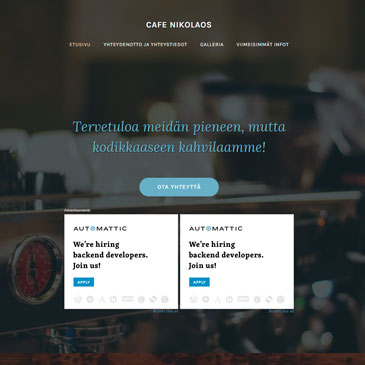 CAFE NIKOLAOS
ETUSIVU YHTEYDENOTTO JA YHTEYSTIEDOT GALLERIA VIIMEISIMMÄT INFOT
Tervetuloa meidän pieneen, mutta
kodikkaaseen kahvilaamme!
OTA YHTEYTTÄ
Advertisements
AUTOMATTIC
We're hiring
backend developers.
Join us!
APPLY
AUTOMATTIC
We're hiring
backend developers.
Join us!
APPLY